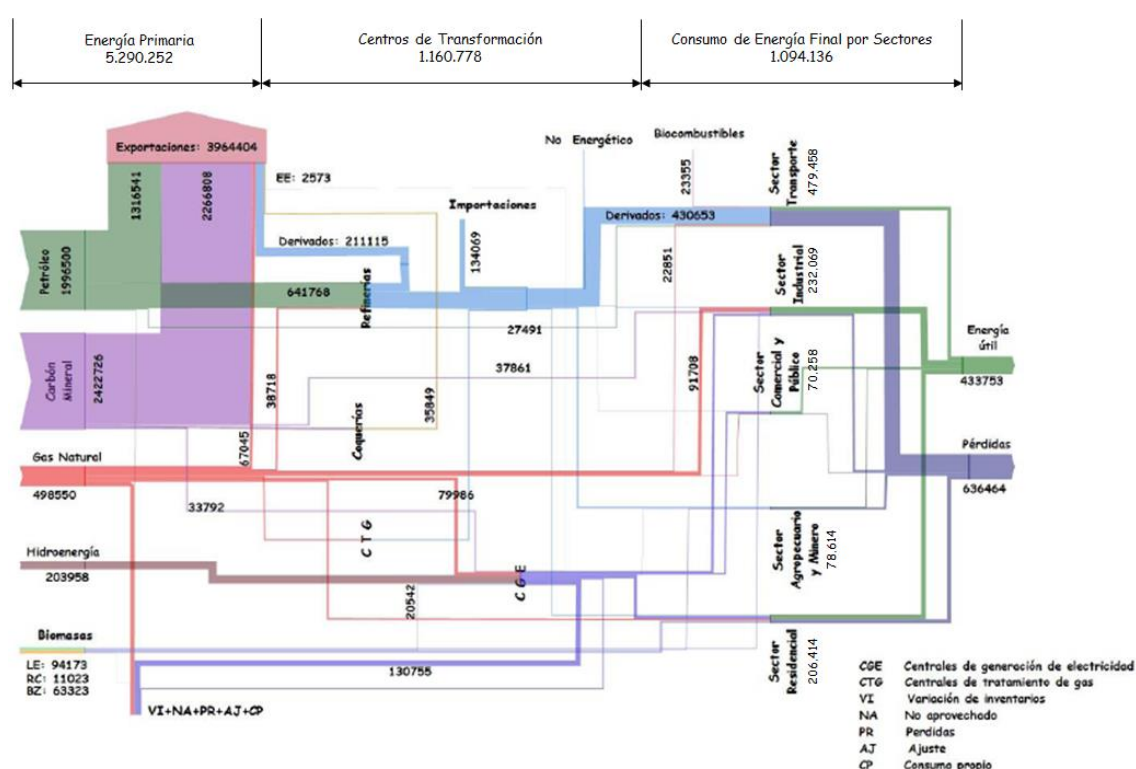 Energía Primaria
5.290.252
Centros de Transformación
1.160.778
Consumo de Energía Final por Sectores
1.094.136
Exportaciones: 3964404
1316541
2266808
EE: 2573
Derivados: 211115
Importaciones
134069
No Energético
Biocombustibles
23355
Derivados: 430653
Sector
Transporte
479.458
Petróleo
1996500
641768
Refinerías
27491
22851
Sector
Industrial
232.069
Carbón
Mineral
2422726
38718
37861
35849
Coquerías
91708
Sector
Comercial y
Público
70.258
Energía
útil
433753
Gas Natural
498550
67045
33792
79986
Pérdidas
636464
CTG
Hidroenergía
203958
CGE
20542
Sector
Agropecuario
y Minero
78.614
Biomasas
LE: 94173
RC: 11023
BZ: 63323
130755
Sector
Residencial
206.414
VI+NA+PR+AJ+CP
CGE Centrales de generación de electricidad
CTG Centrales de tratamiento de gas
VI Variación de inventarios
NA No aprovechado
PR Perdidas
AJ Ajuste
CP Consumo propio